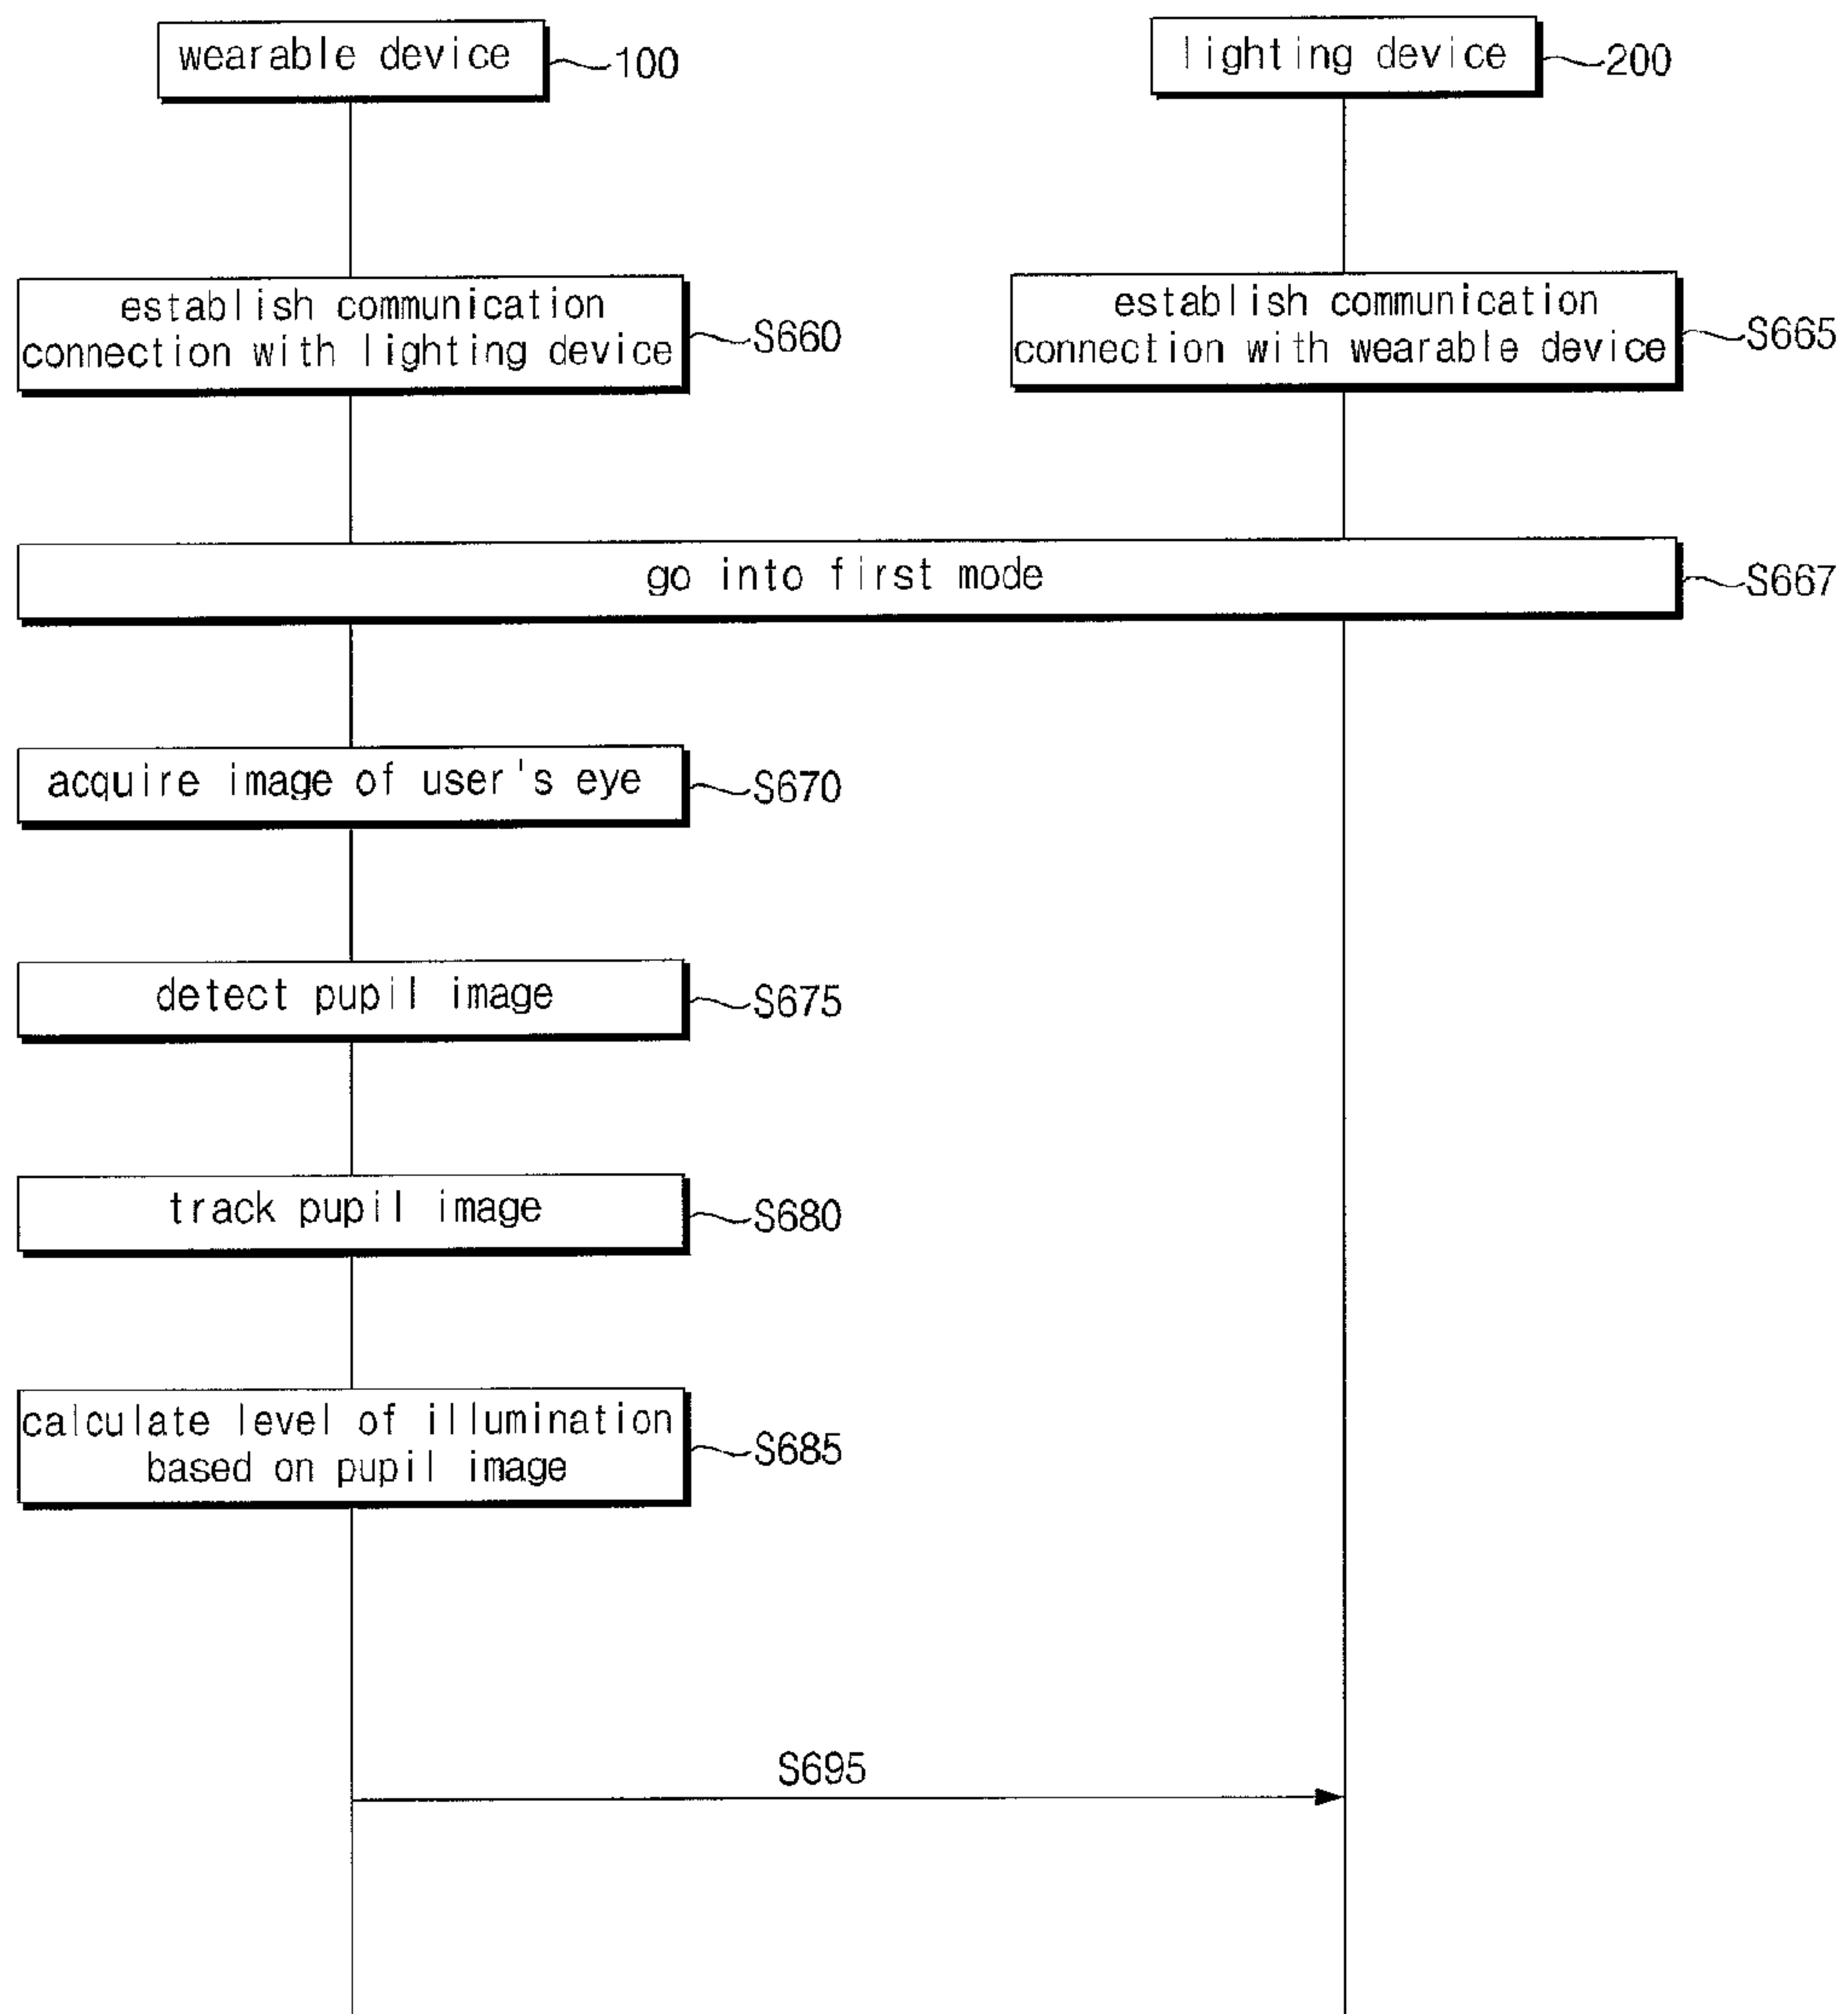 wearable device
100
lighting device
200
establish communication
connection with lighting device
S660
establish communication
connection with wearable device
S665
go into first mode
S667
acquire image of user's eye
S670
detect pupil image
S675
track pupil image
S680
calculate level of illumination
based on pupil image
S685
S695